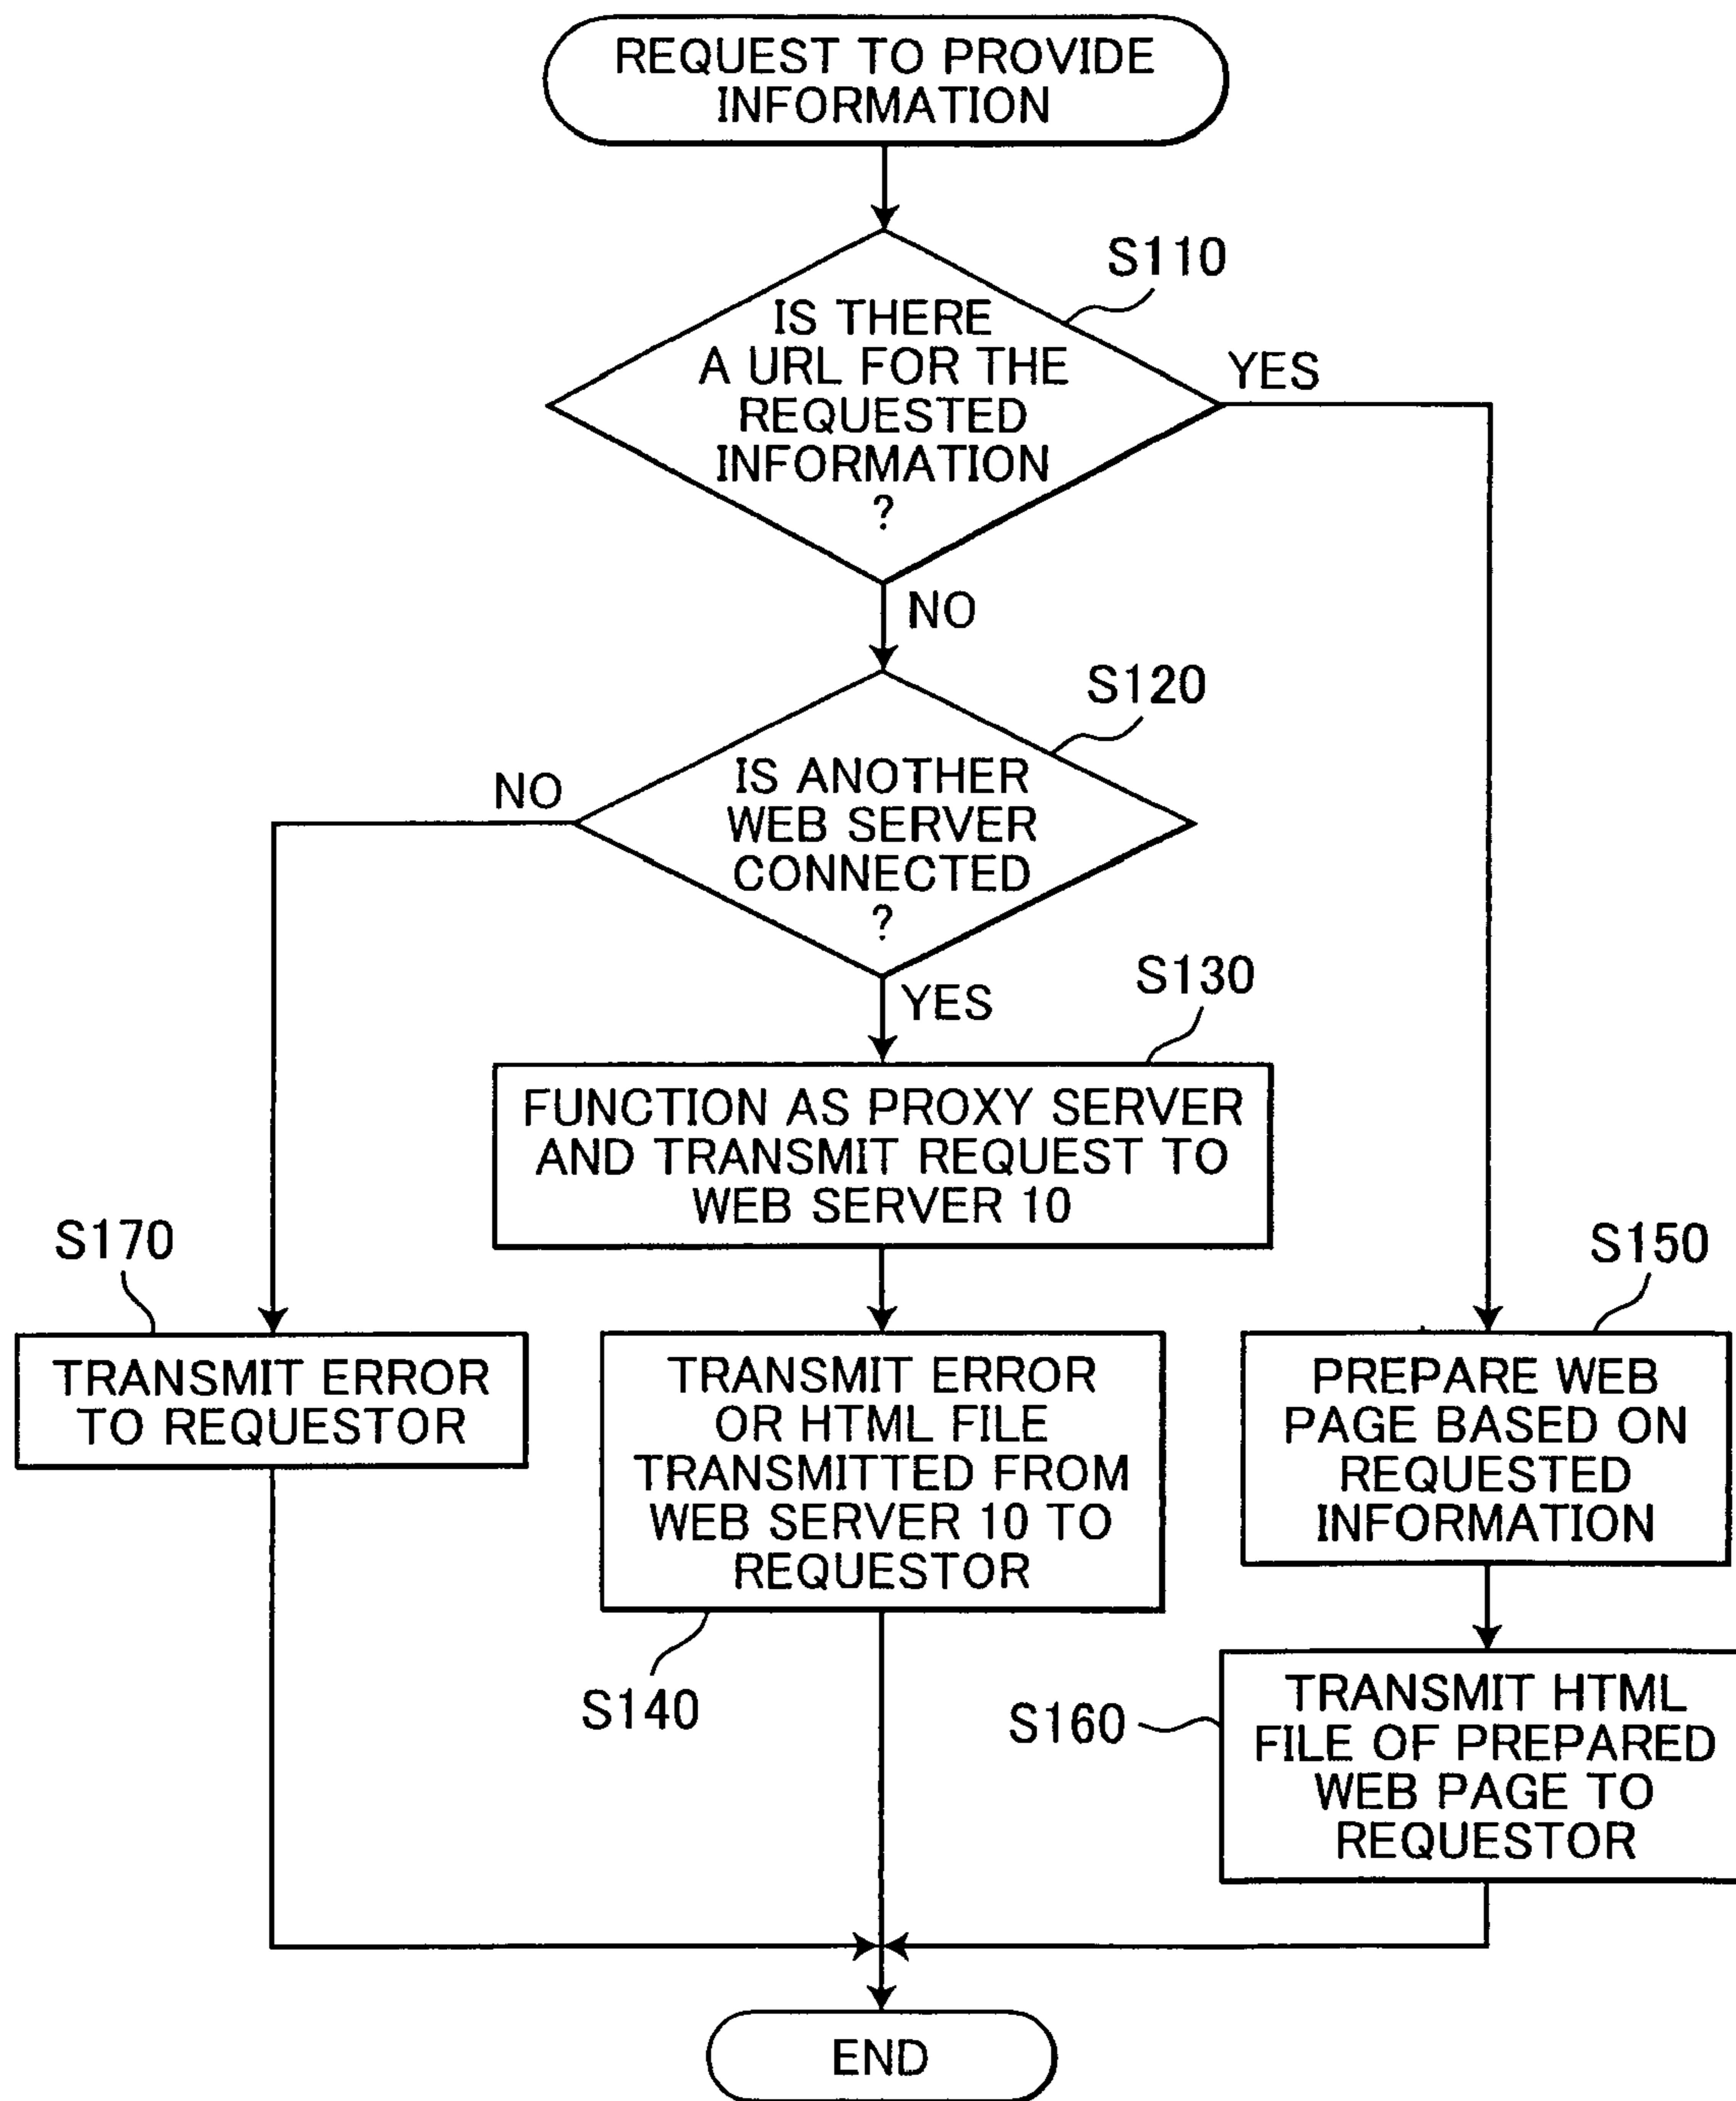 REQUEST TO PROVIDE
INFORMATION
S110
IS THERE
A URL FOR THE
REQUESTED
INFORMATION
?
YES
NO
S120
IS ANOTHER
WEB SERVER
CONNECTED
?
NO
YES
S130
FUNCTION AS PROXY SERVER
AND TRANSMIT REQUEST TO
WEB SERVER 10
S170
TRANSMIT ERROR
TO REQUESTOR
TRANSMIT ERROR
OR HTML FILE
TRANSMITTED FROM
WEB SERVER 10 TO
REQUESTOR
S140
S150
PREPARE WEB
PAGE BASED ON
REQUESTED
INFORMATION
S160
TRANSMIT HTML
FILE OF PREPARED
WEB PAGE TO
REQUESTOR
END